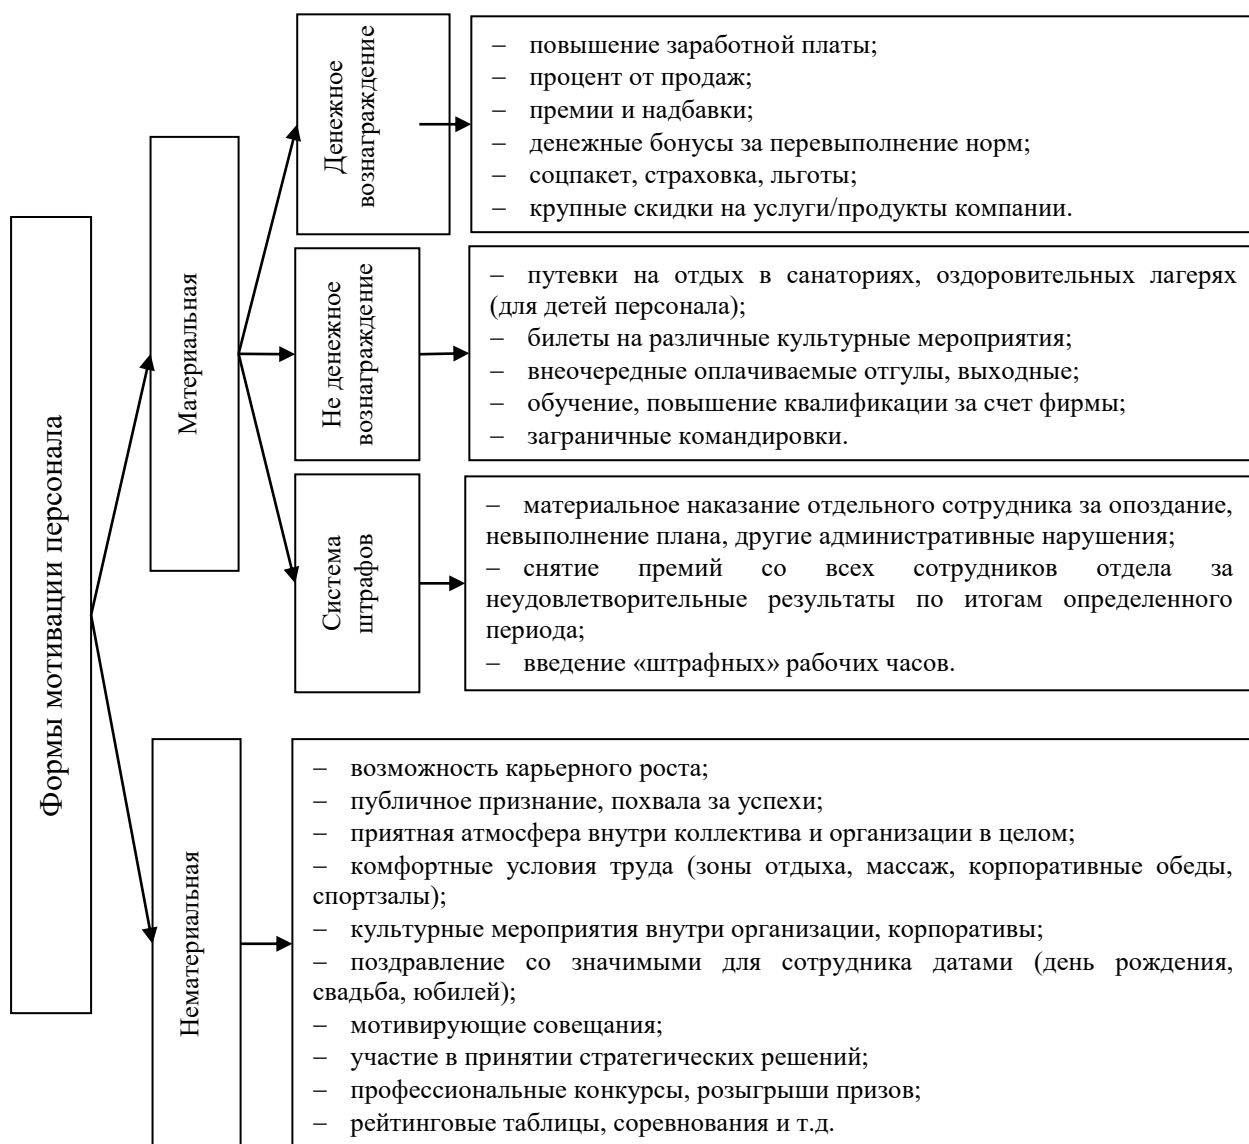 Формы мотивации персонала
Материальная
Денежное
вознаграждение
– повышение заработной платы;
– процент от продаж;
– премии и надбавки;
– денежные бонусы за перевыполнение норм;
– соцпакет, страховка, льготы;
– крупные скидки на услуги/продукты компании.
Не денежное
вознаграждение
– путевки на отдых в санаториях, оздоровительных лагерях
(для детей персонала);
– билеты на различные культурные мероприятия;
– внеочередные оплачиваемые отгулы, выходные;
– обучение, повышение квалификации за счет фирмы;
– заграничные командировки.
Система
штрафов
– материальное наказание отдельного сотрудника за опоздание,
невыполнение плана, другие административные нарушения;
– снятие премий со всех сотрудников отдела за
неудовлетворительные результаты по итогам определенного
периода;
– введение «штрафных» рабочих часов.
Нематериальная
– возможность карьерного роста;
– публичное признание, похвала за успехи;
– приятная атмосфера внутри коллектива и организации в целом;
– комфортные условия труда (зоны отдыха, массаж, корпоративные обеды,
спортзалы);
– культурные мероприятия внутри организации, корпоративы;
– поздравление со значимыми для сотрудника датами (день рождения,
свадьба, юбилей);
– мотивирующие совещания;
– участие в принятии стратегических решений;
– профессиональные конкурсы, розыгрыши призов;
– рейтинговые таблицы, соревнования и т.д.